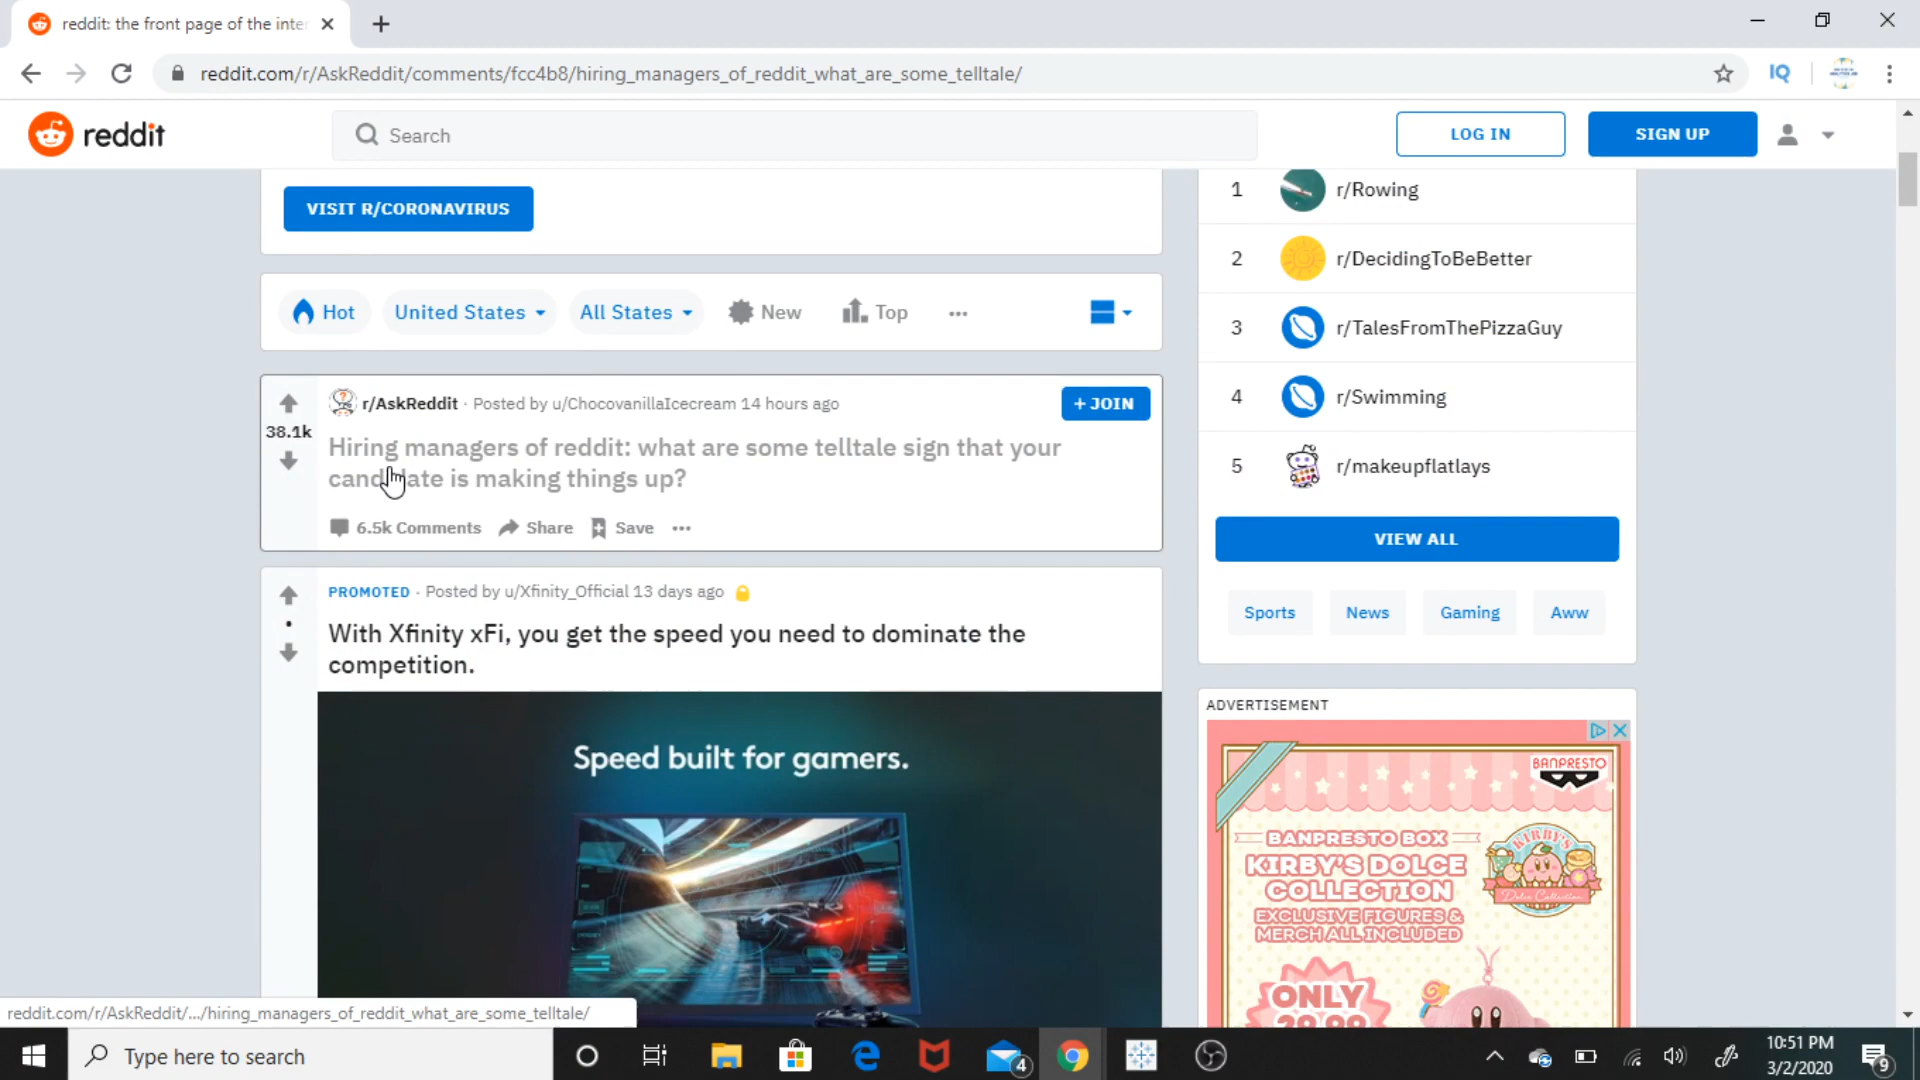 reddit: the front page of the inter
reddit.com/r/AskReddit/comments/fcc4b8/hiring_managers_of_reddit_what_are_some_telltale/
IQ
reddit
Search
LOG IN
SIGN UP
VISIT R/CORONAVIRUS
Hot
United States
All States
New
Top
38.1k
r/AskReddit · Posted by u/ChocovanillaIcecream 14 hours ago
+ JOIN
Hiring managers of reddit: what are some telltale sign that your
candidate is making things up?
6.5k Comments
Share
Save
PROMOTED · Posted by u/Xfinity_Official 13 days ago
With Xfinity xFi, you get the speed you need to dominate the
competition.
Speed built for gamers.
1 r/Rowing
2 r/DecidingToBeBetter
3 r/TalesFromThePizzaGuy
4 r/Swimming
5 r/makeupflatlays
VIEW ALL
Sports
News
Gaming
Aww
ADVERTISEMENT
BANPRESTO
BANPRESTO BOX
KIRBY'S DOLCE
COLLECTION
EXCLUSIVE FIGURES &
MERCH ALL INCLUDED
ONLY
29.99
reddit.com/r/AskReddit/.../hiring_managers_of_reddit_what_are_some_telltale/
Type here to search
4
10:51 PM
3/2/2020
9